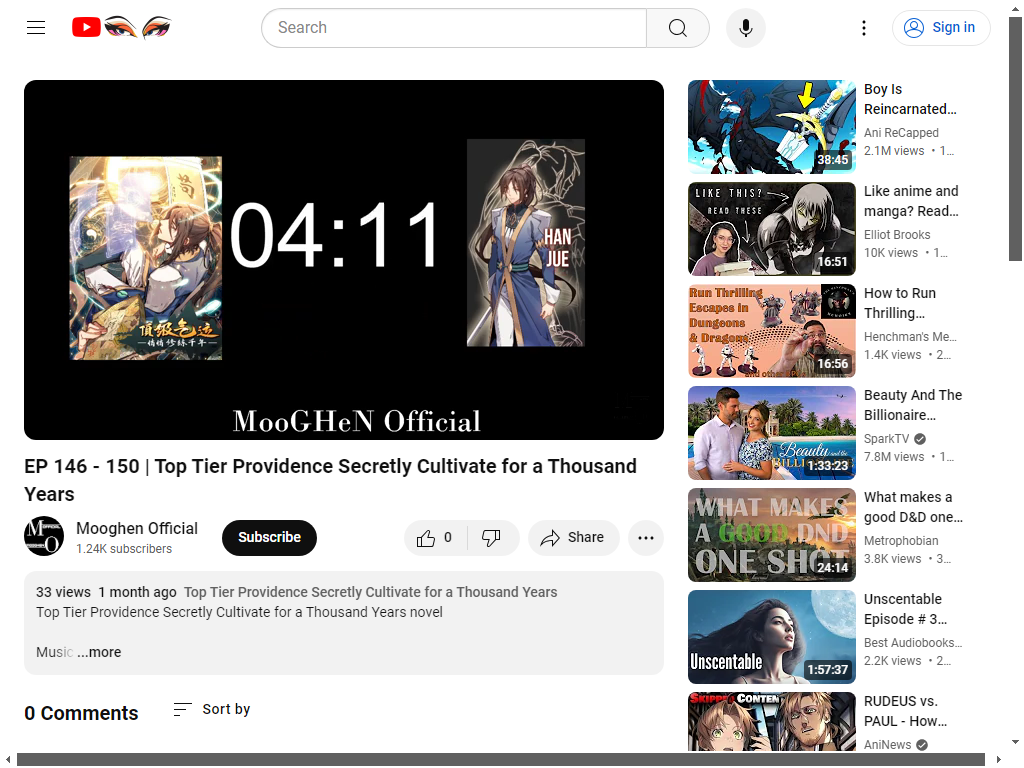 Search
Sign in
04:11
HAN
JUE
頂級气运
悄悄修练千年
MooGHeN Official
EP 146 - 150 | Top Tier Providence Secretly Cultivate for a Thousand
Years
Mooghen Official
1.24K subscribers
Subscribe
0
Share
33 views 1 month ago Top Tier Providence Secretly Cultivate for a Thousand Years
Top Tier Providence Secretly Cultivate for a Thousand Years novel
Music ...more
0 Comments
Sort by
38:45
Boy Is
Reincarnated…
Ani ReCapped
2.1M views • 1…
LIKE THIS?
READ THESE
16:51
Like anime and
manga? Read…
Elliot Brooks
10K views • 1…
Run Thrilling
Escapes in
Dungeons
& Dragons
16:56
How to Run
Thrilling…
Henchman's Me…
1.4K views • 2…
Beauty and the
1:33:23
Beauty And The
Billionaire…
SparkTV
7.8M views • 1…
WHAT MAKES
A GOOD DND
ONE SHOT
24:14
What makes a
good D&D one…
Metrophobian
3.8K views • 3…
Unscentable
1:57:37
Unscentable
Episode # 3…
Best Audiobooks…
2.2K views • 2…
SKIPPED CONTEN
RUDEUS vs.
PAUL - How…
AniNews